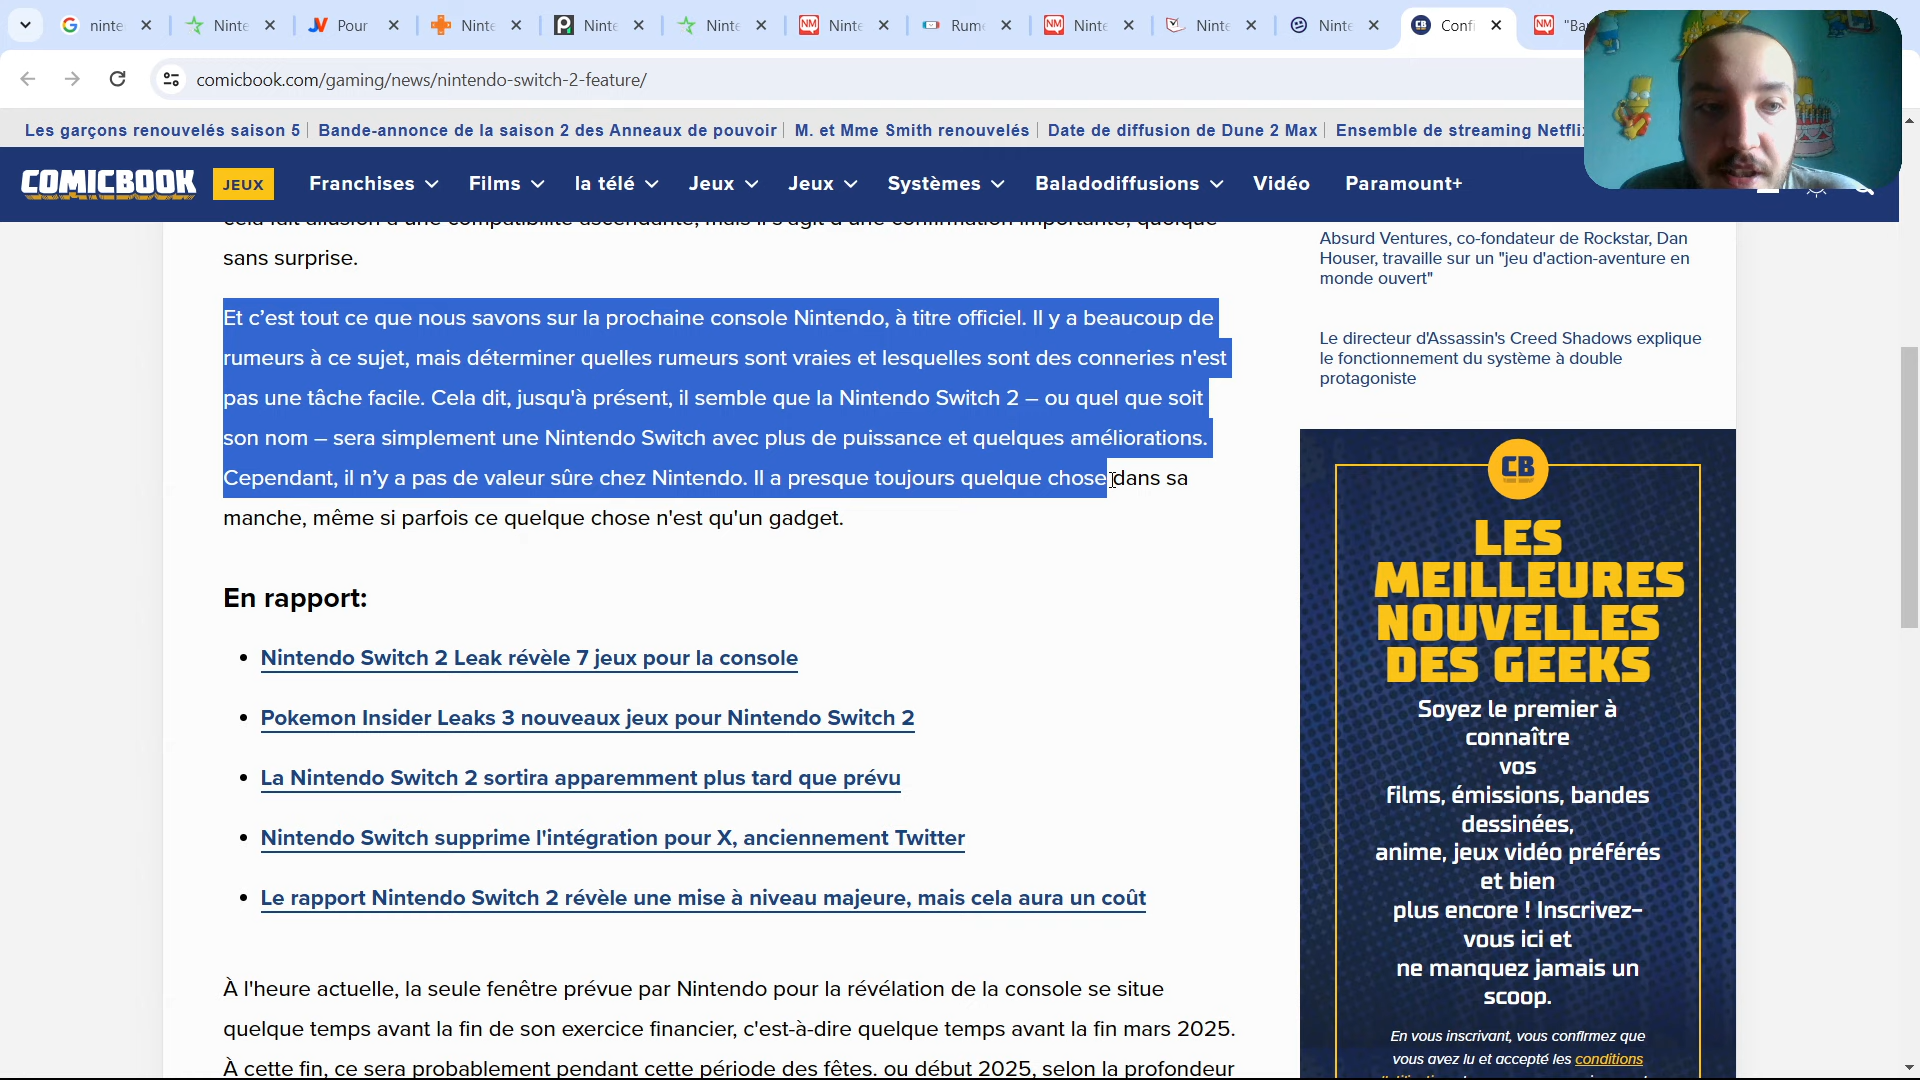 ninte
Ninte
Pour
Ninte
Ninte
Ninte
Ninte
Rume
Ninte
Ninte
Ninte
Confi
"Ba
comicbook.com/gaming/news/nintendo-switch-2-feature/
Les garçons renouvelés saison 5
Bande-annonce de la saison 2 des Anneaux de pouvoir
M. et Mme Smith renouvelés
Date de diffusion de Dune 2 Max
Ensemble de streaming Netflix
COMICBOOK
JEUX
Franchises
Films
la télé
Jeux
Jeux
Systèmes
Baladodiffusions
Vidéo
Paramount+
cela fait allusion à une compatibilité ascendante, mais il s'agit d'une confirmation importante, quoique
sans surprise.
Et c’est tout ce que nous savons sur la prochaine console Nintendo, à titre officiel. Il y a beaucoup de
rumeurs à ce sujet, mais déterminer quelles rumeurs sont vraies et lesquelles sont des conneries n'est
pas une tâche facile. Cela dit, jusqu'à présent, il semble que la Nintendo Switch 2 – ou quel que soit
son nom – sera simplement une Nintendo Switch avec plus de puissance et quelques améliorations.
Cependant, il n’y a pas de valeur sûre chez Nintendo. Il a presque toujours quelque chose dans sa
manche, même si parfois ce quelque chose n'est qu'un gadget.
En rapport:
Nintendo Switch 2 Leak révèle 7 jeux pour la console
Pokemon Insider Leaks 3 nouveaux jeux pour Nintendo Switch 2
La Nintendo Switch 2 sortira apparemment plus tard que prévu
Nintendo Switch supprime l'intégration pour X, anciennement Twitter
Le rapport Nintendo Switch 2 révèle une mise à niveau majeure, mais cela aura un coût
À l'heure actuelle, la seule fenêtre prévue par Nintendo pour la révélation de la console se situe
quelque temps avant la fin de son exercice financier, c'est-à-dire quelque temps avant la fin mars 2025.
À cette fin, ce sera probablement pendant cette période des fêtes, ou début 2025, selon la profondeur
Absurd Ventures, co-fondateur de Rockstar, Dan
Houser, travaille sur un "jeu d'action-aventure en
monde ouvert"
Le directeur d'Assassin's Creed Shadows explique
le fonctionnement du système à double
protagoniste
CB
LES
MEILLEURES
NOUVELLES
DES GEEKS
Soyez le premier à
connaître
vos
films, émissions, bandes
dessinées,
anime, jeux vidéo préférés
et bien
plus encore ! Inscrivez-
vous ici et
ne manquez jamais un
scoop.
En vous inscrivant, vous confirmez que
vous avez lu et accepté les conditions